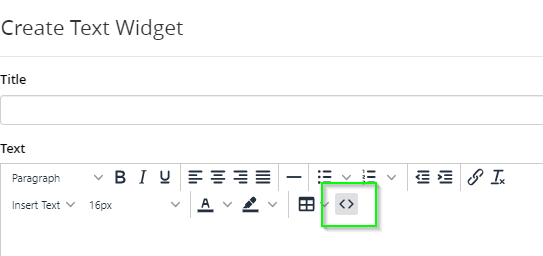 Create Text Widget
Title
Text
Paragraph B I U
Insert Text 16px A